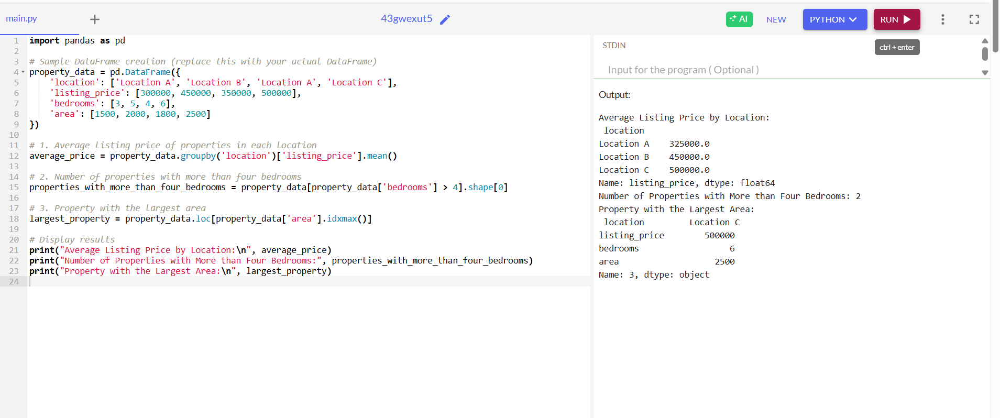 main.py + 43gwexut5 AI NEW PYTHON RUN
1 import pandas as pd
2
3 # Sample DataFrame creation (replace this with your actual DataFrame)
4 property_data = pd.DataFrame({
5     'location': ['Location A', 'Location B', 'Location A', 'Location C'],
6     'listing_price': [300000, 450000, 350000, 500000],
7     'bedrooms': [3, 5, 4, 6],
8     'area': [1500, 2000, 1800, 2500]
9 })
10
11 # 1. Average listing price of properties in each location
12 average_price = property_data.groupby('location')['listing_price'].mean()
13
14 # 2. Number of properties with more than four bedrooms
15 properties_with_more_than_four_bedrooms = property_data[property_data['bedrooms'] > 4].shape[0]
16
17 # 3. Property with the largest area
18 largest_property = property_data.loc[property_data['area'].idxmax()]
19
20 # Display results
21 print("Average Listing Price by Location:\n", average_price)
22 print("Number of Properties with More than Four Bedrooms:", properties_with_more_than_four_bedrooms)
23 print("Property with the Largest Area:\n", largest_property)
24
STDIN
ctrl + enter
Input for the program ( Optional )
Output:
Average Listing Price by Location:
 location
Location A    325000.0
Location B    450000.0
Location C    500000.0
Name: listing_price, dtype: float64
Number of Properties with More than Four Bedrooms: 2
Property with the Largest Area:
 location         Location C
listing_price        500000
bedrooms                  6
area                   2500
Name: 3, dtype: object